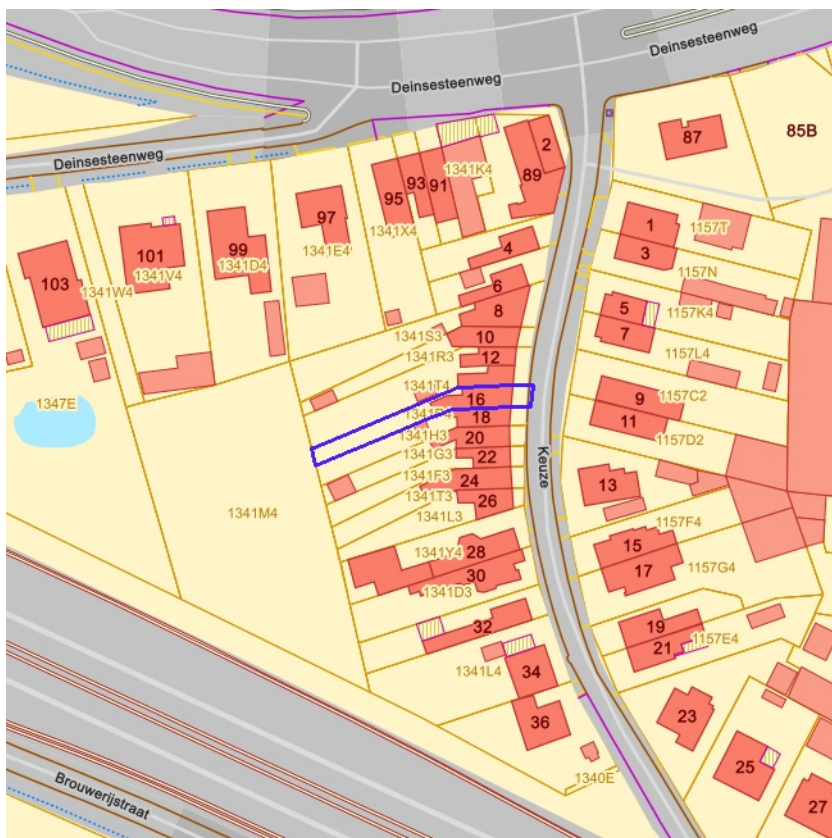 Deinsesteenweg
Deinsesteenweg
Deinsesteenweg
87
85B
2
89
93
91
95
1341K4
1341X4
97
1341E4
99
1341D4
101
1341V4
103
1341W4
1
1157T
3
1157N
4
6
8
5
1157K4
7
1157L4
1341S3
10
1341R3
12
1341T4
16
18
1341H3
20
1341G3
22
1341F3
24
1341T3
26
1341L3
1347E
1341M4
Keuze
9
1157C2
11
1157D2
13
1157F4
15
17
1157G4
1341Y4
28
30
1341D3
32
1341L4
34
36
19
1157E4
21
23
25
27
1340E
Brouwerijstraat